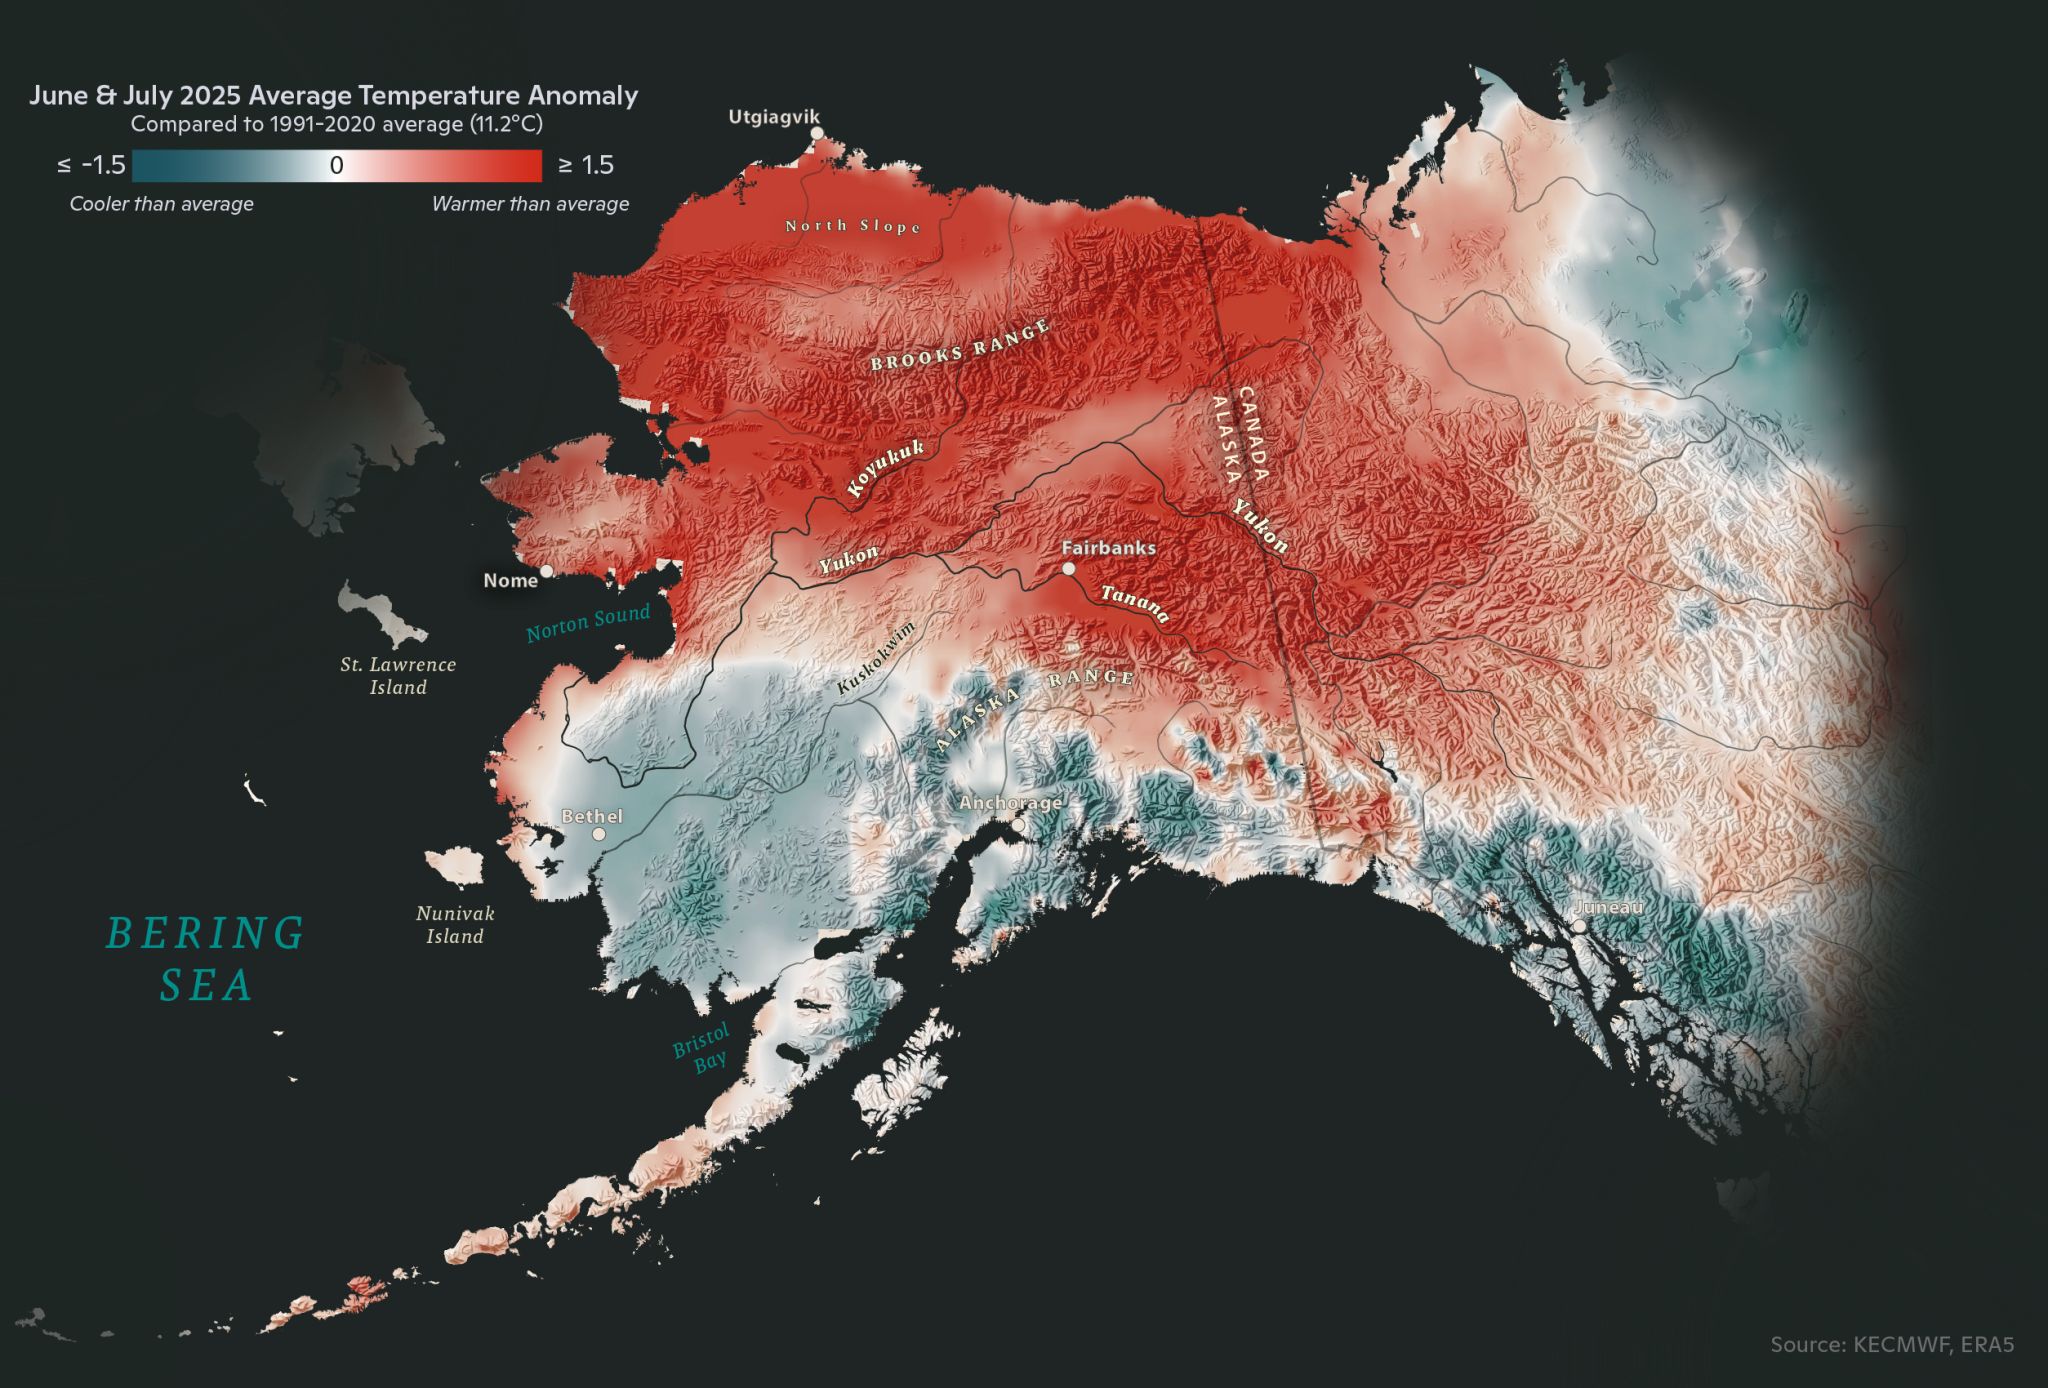 June & July 2025 Average Temperature Anomaly
Compared to 1991-2020 average (11.2°C)
≤ -1.5
0
≥ 1.5
Cooler than average
Warmer than average
Utgiagvik
North Slope
BROOKS RANGE
CANADA
ALASKA
Koyukuk
Yukon
Yukon
Fairbanks
Tanana
Nome
Norton Sound
St. Lawrence
Island
Kuskokwim
ALASKA RANGE
Anchorage
Bethel
Nunivak
Island
Juneau
BERING
SEA
Bristol
Bay
Source: KECMWF, ERA5